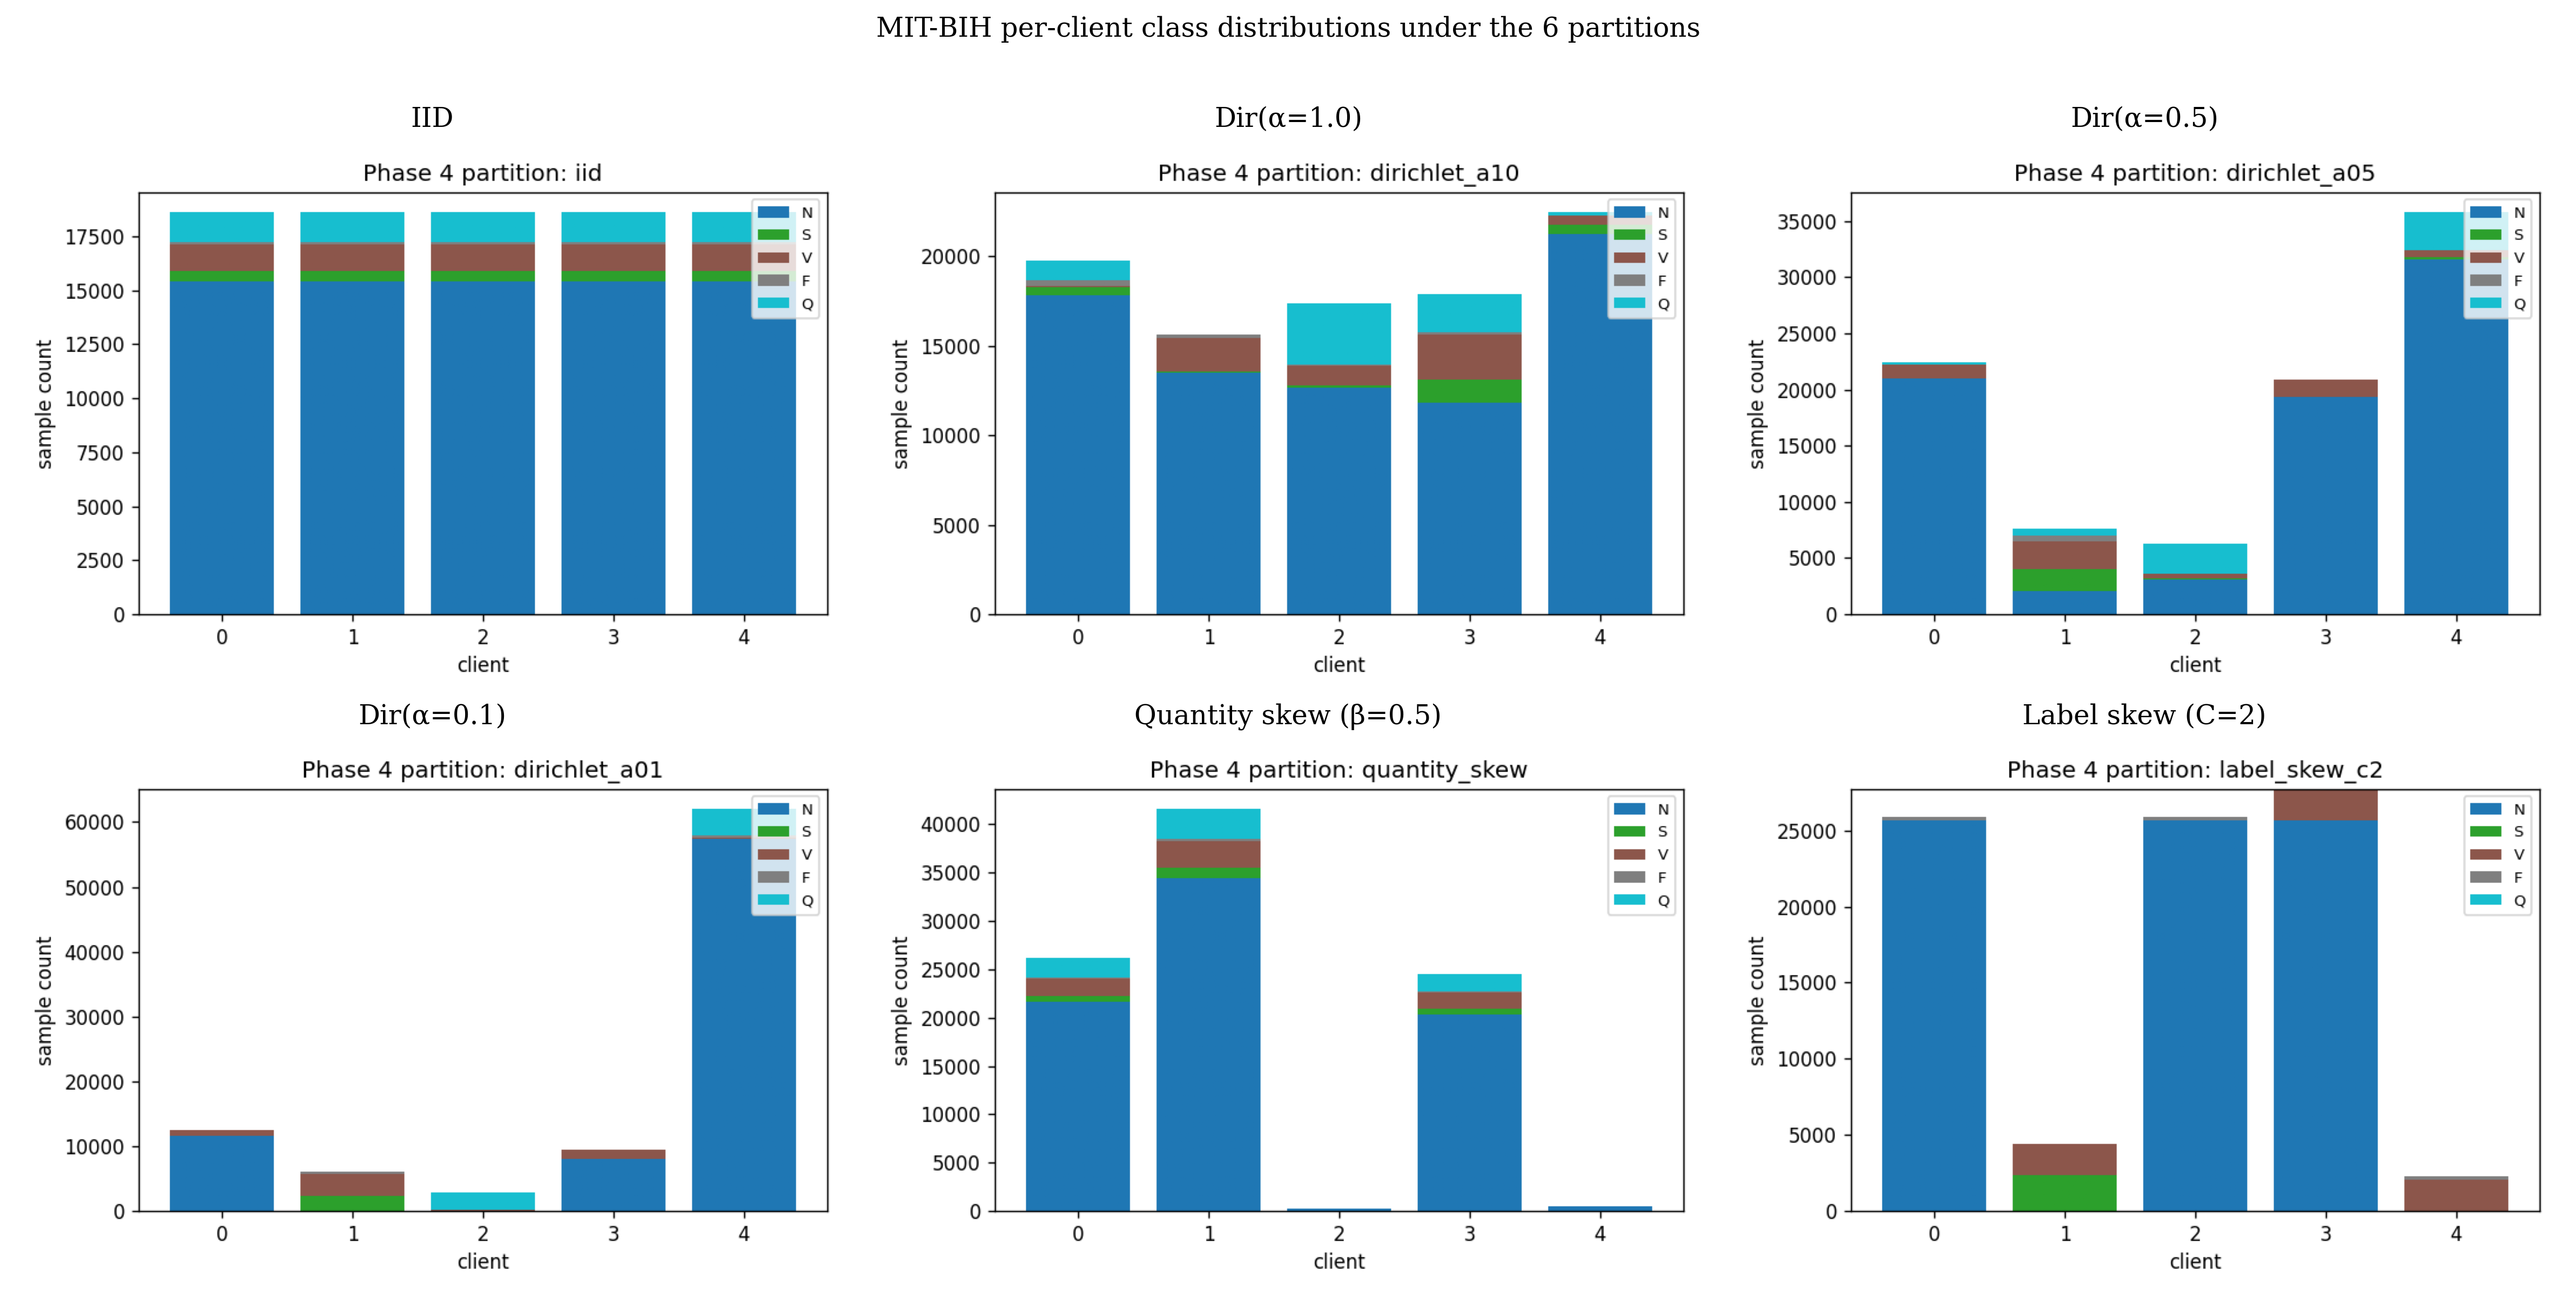 MIT-BIH per-client class distributions under the 6 partitions
IID
Phase 4 partition: iid
sample count
17500
15000
12500
10000
7500
5000
2500
0
0 1 2 3 4
client
N
S
V
F
Q
Dir(α=1.0)
Phase 4 partition: dirichlet_a10
sample count
20000
15000
10000
5000
0
0 1 2 3 4
client
N
S
V
F
Q
Dir(α=0.5)
Phase 4 partition: dirichlet_a05
sample count
35000
30000
25000
20000
15000
10000
5000
0
0 1 2 3 4
client
N
S
V
F
Q
Dir(α=0.1)
Phase 4 partition: dirichlet_a01
sample count
60000
50000
40000
30000
20000
10000
0
0 1 2 3 4
client
N
S
V
F
Q
Quantity skew (β=0.5)
Phase 4 partition: quantity_skew
sample count
40000
35000
30000
25000
20000
15000
10000
5000
0
0 1 2 3 4
client
N
S
V
F
Q
Label skew (C=2)
Phase 4 partition: label_skew_c2
sample count
25000
20000
15000
10000
5000
0
0 1 2 3 4
client
N
S
V
F
Q